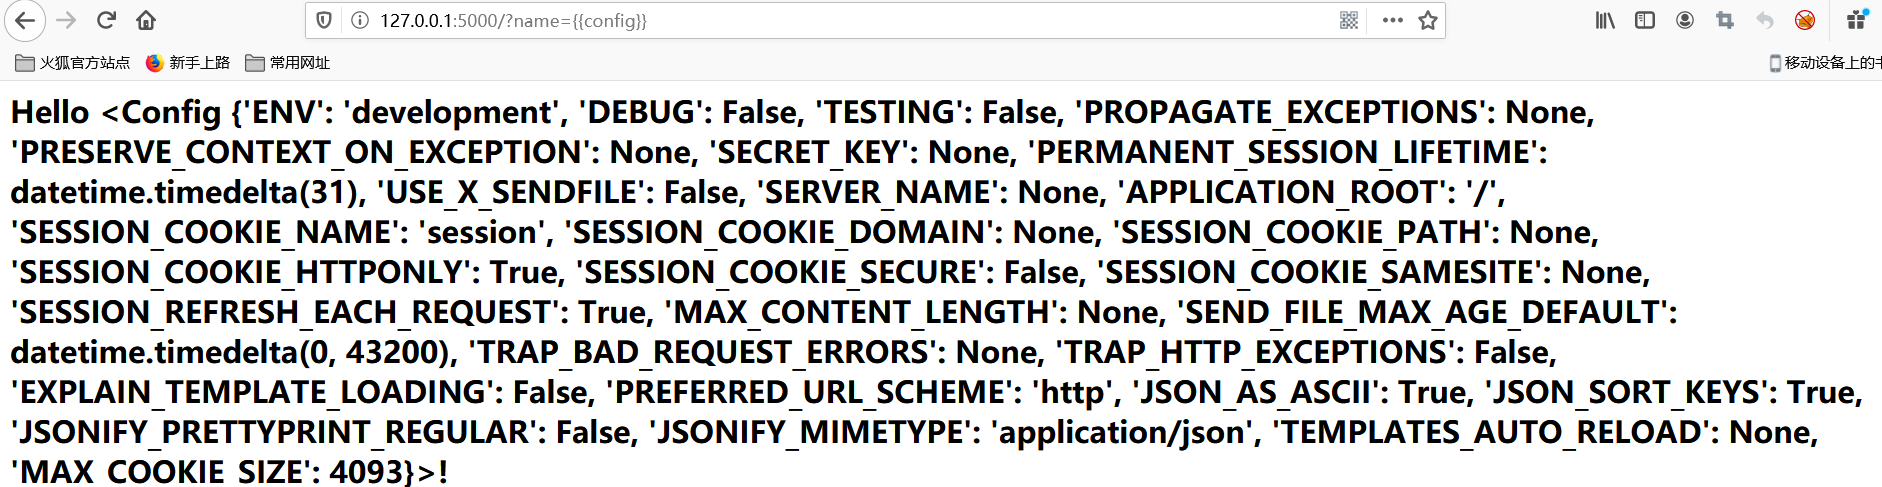 127.0.0.1:5000/?name={{config}}
火狐官方站点 新手上路 常用网址 移动设备上的
Hello <Config {'ENV': 'development', 'DEBUG': False, 'TESTING': False, 'PROPAGATE_EXCEPTIONS': None,
'PRESERVE_CONTEXT_ON_EXCEPTION': None, 'SECRET_KEY': None, 'PERMANENT_SESSION_LIFETIME':
datetime.timedelta(31), 'USE_X_SENDFILE': False, 'SERVER_NAME': None, 'APPLICATION_ROOT': '/',
'SESSION_COOKIE_NAME': 'session', 'SESSION_COOKIE_DOMAIN': None, 'SESSION_COOKIE_PATH': None,
'SESSION_COOKIE_HTTPONLY': True, 'SESSION_COOKIE_SECURE': False, 'SESSION_COOKIE_SAMESITE': None,
'SESSION_REFRESH_EACH_REQUEST': True, 'MAX_CONTENT_LENGTH': None, 'SEND_FILE_MAX_AGE_DEFAULT':
datetime.timedelta(0, 43200), 'TRAP_BAD_REQUEST_ERRORS': None, 'TRAP_HTTP_EXCEPTIONS': False,
'EXPLAIN_TEMPLATE_LOADING': False, 'PREFERRED_URL_SCHEME': 'http', 'JSON_AS_ASCII': True, 'JSON_SORT_KEYS': True,
'JSONIFY_PRETTYPRINT_REGULAR': False, 'JSONIFY_MIMETYPE': 'application/json', 'TEMPLATES_AUTO_RELOAD': None,
'MAX_COOKIE_SIZE': 4093}>!